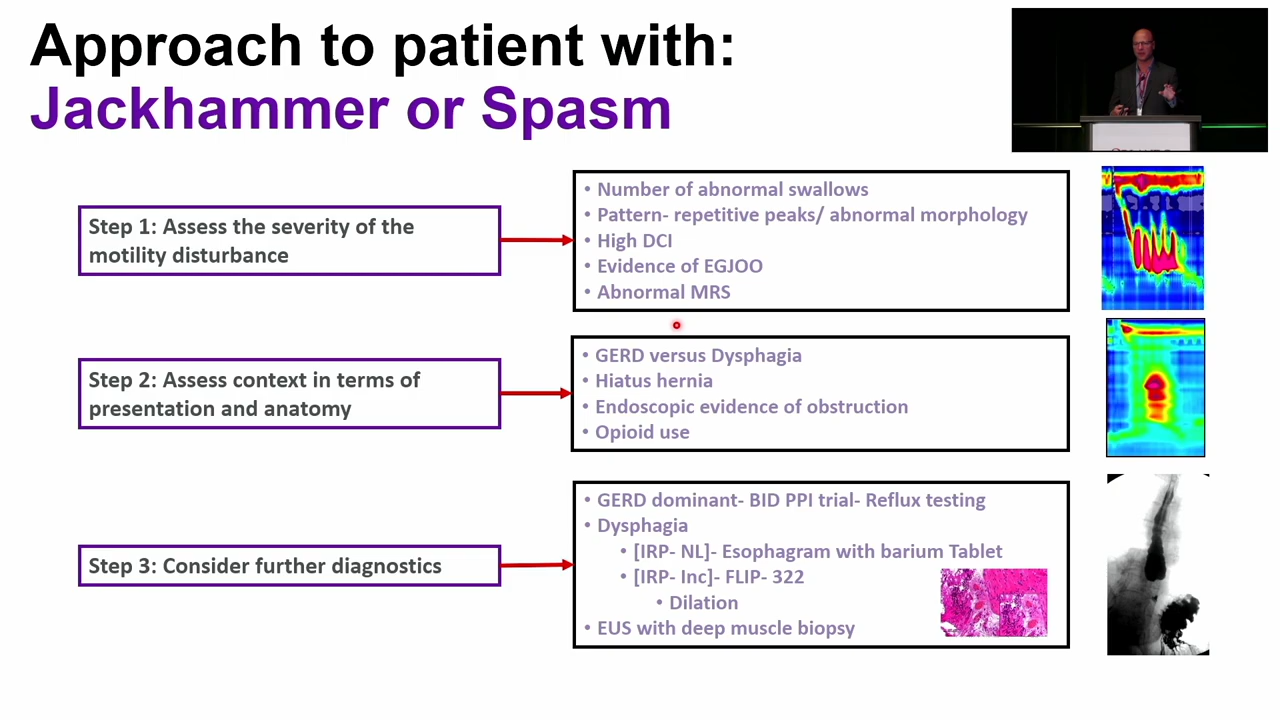 Approach to patient with:
Jackhammer or Spasm
Step 1: Assess the severity of the
motility disturbance
• Number of abnormal swallows
• Pattern- repetitive peaks/ abnormal morphology
• High DCI
• Evidence of EGJOO
• Abnormal MRS
Step 2: Assess context in terms of
presentation and anatomy
• GERD versus Dysphagia
• Hiatus hernia
• Endoscopic evidence of obstruction
• Opioid use
Step 3: Consider further diagnostics
• GERD dominant- BID PPI trial- Reflux testing
• Dysphagia
• [IRP- NL]- Esophagram with barium Tablet
• [IRP- Inc]- FLIP- 322
• Dilation
• EUS with deep muscle biopsy